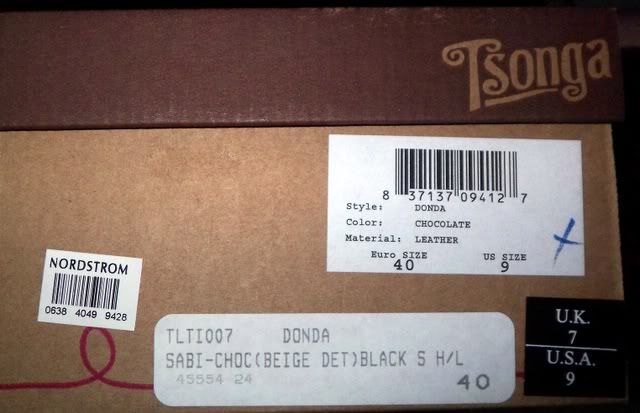 Tsonga
8 37137 09412 7
Style: DONDA
Color: CHOCOLATE
Material: LEATHER
Euro SIZE US SIZE
40 9
NORDSTROM
0638 4049 9428
TLTI007 DONDA
SABI-CHOC(BEIGE DET)BLACK S H/L
45554 24 40
U.K.
7
U.S.A.
9